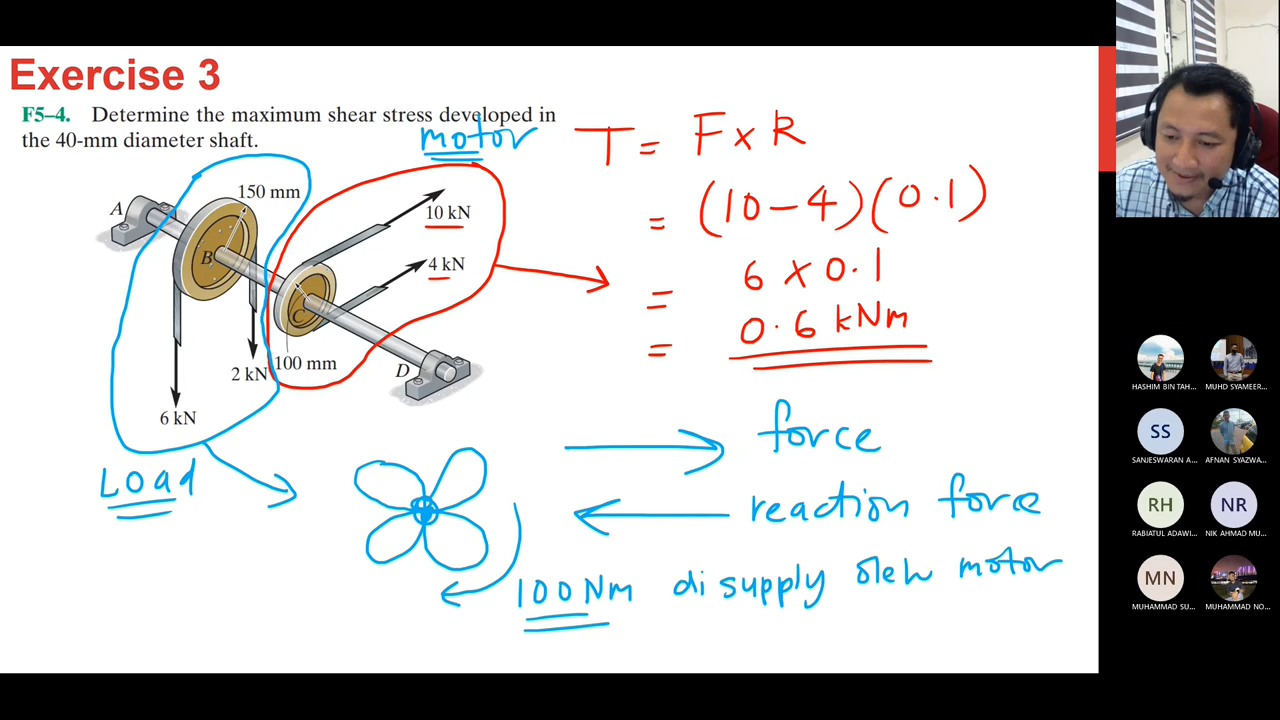 Exercise 3
F5–4. Determine the maximum shear stress developed in
the 40-mm diameter shaft.
motor
A
150 mm
B
10 kN
4 kN
C
100 mm
2 kN
D
6 kN
Load
T = F x R
= (10 - 4)(0.1)
= 6 x 0.1
= 0.6 kNm
force
reaction force
100 Nm di supply oleh motor
HASHIM BIN TAH...
MUHD SYAMEER...
SS
SANJESWARAN A...
AFNAN SYAZWA...
RH
RABIATUL ADAWI...
NR
NIK AHMAD MU...
MN
MUHAMMAD SU...
MUHAMMAD NO...